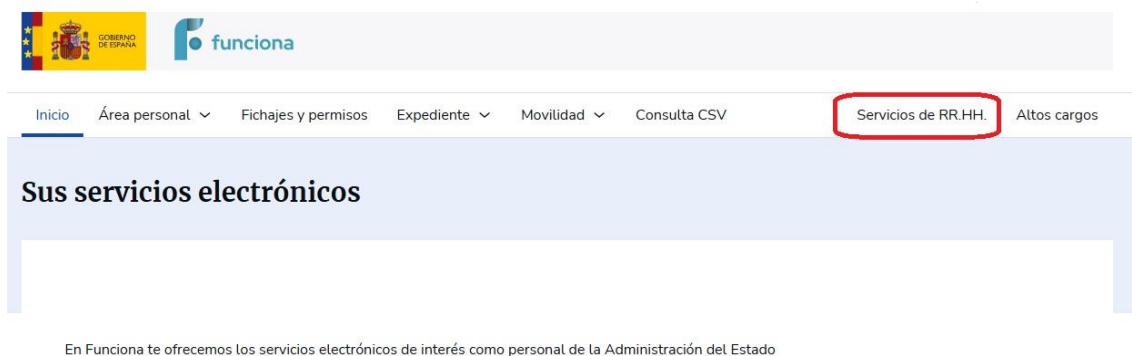 GOBIERNO
DE ESPAÑA
funciona
Inicio Área personal Fichajes y permisos Expediente Movilidad Consulta CSV Servicios de RR.HH. Altos cargos
Sus servicios electrónicos
En Funciona te ofrecemos los servicios electrónicos de interés como personal de la Administración del Estado